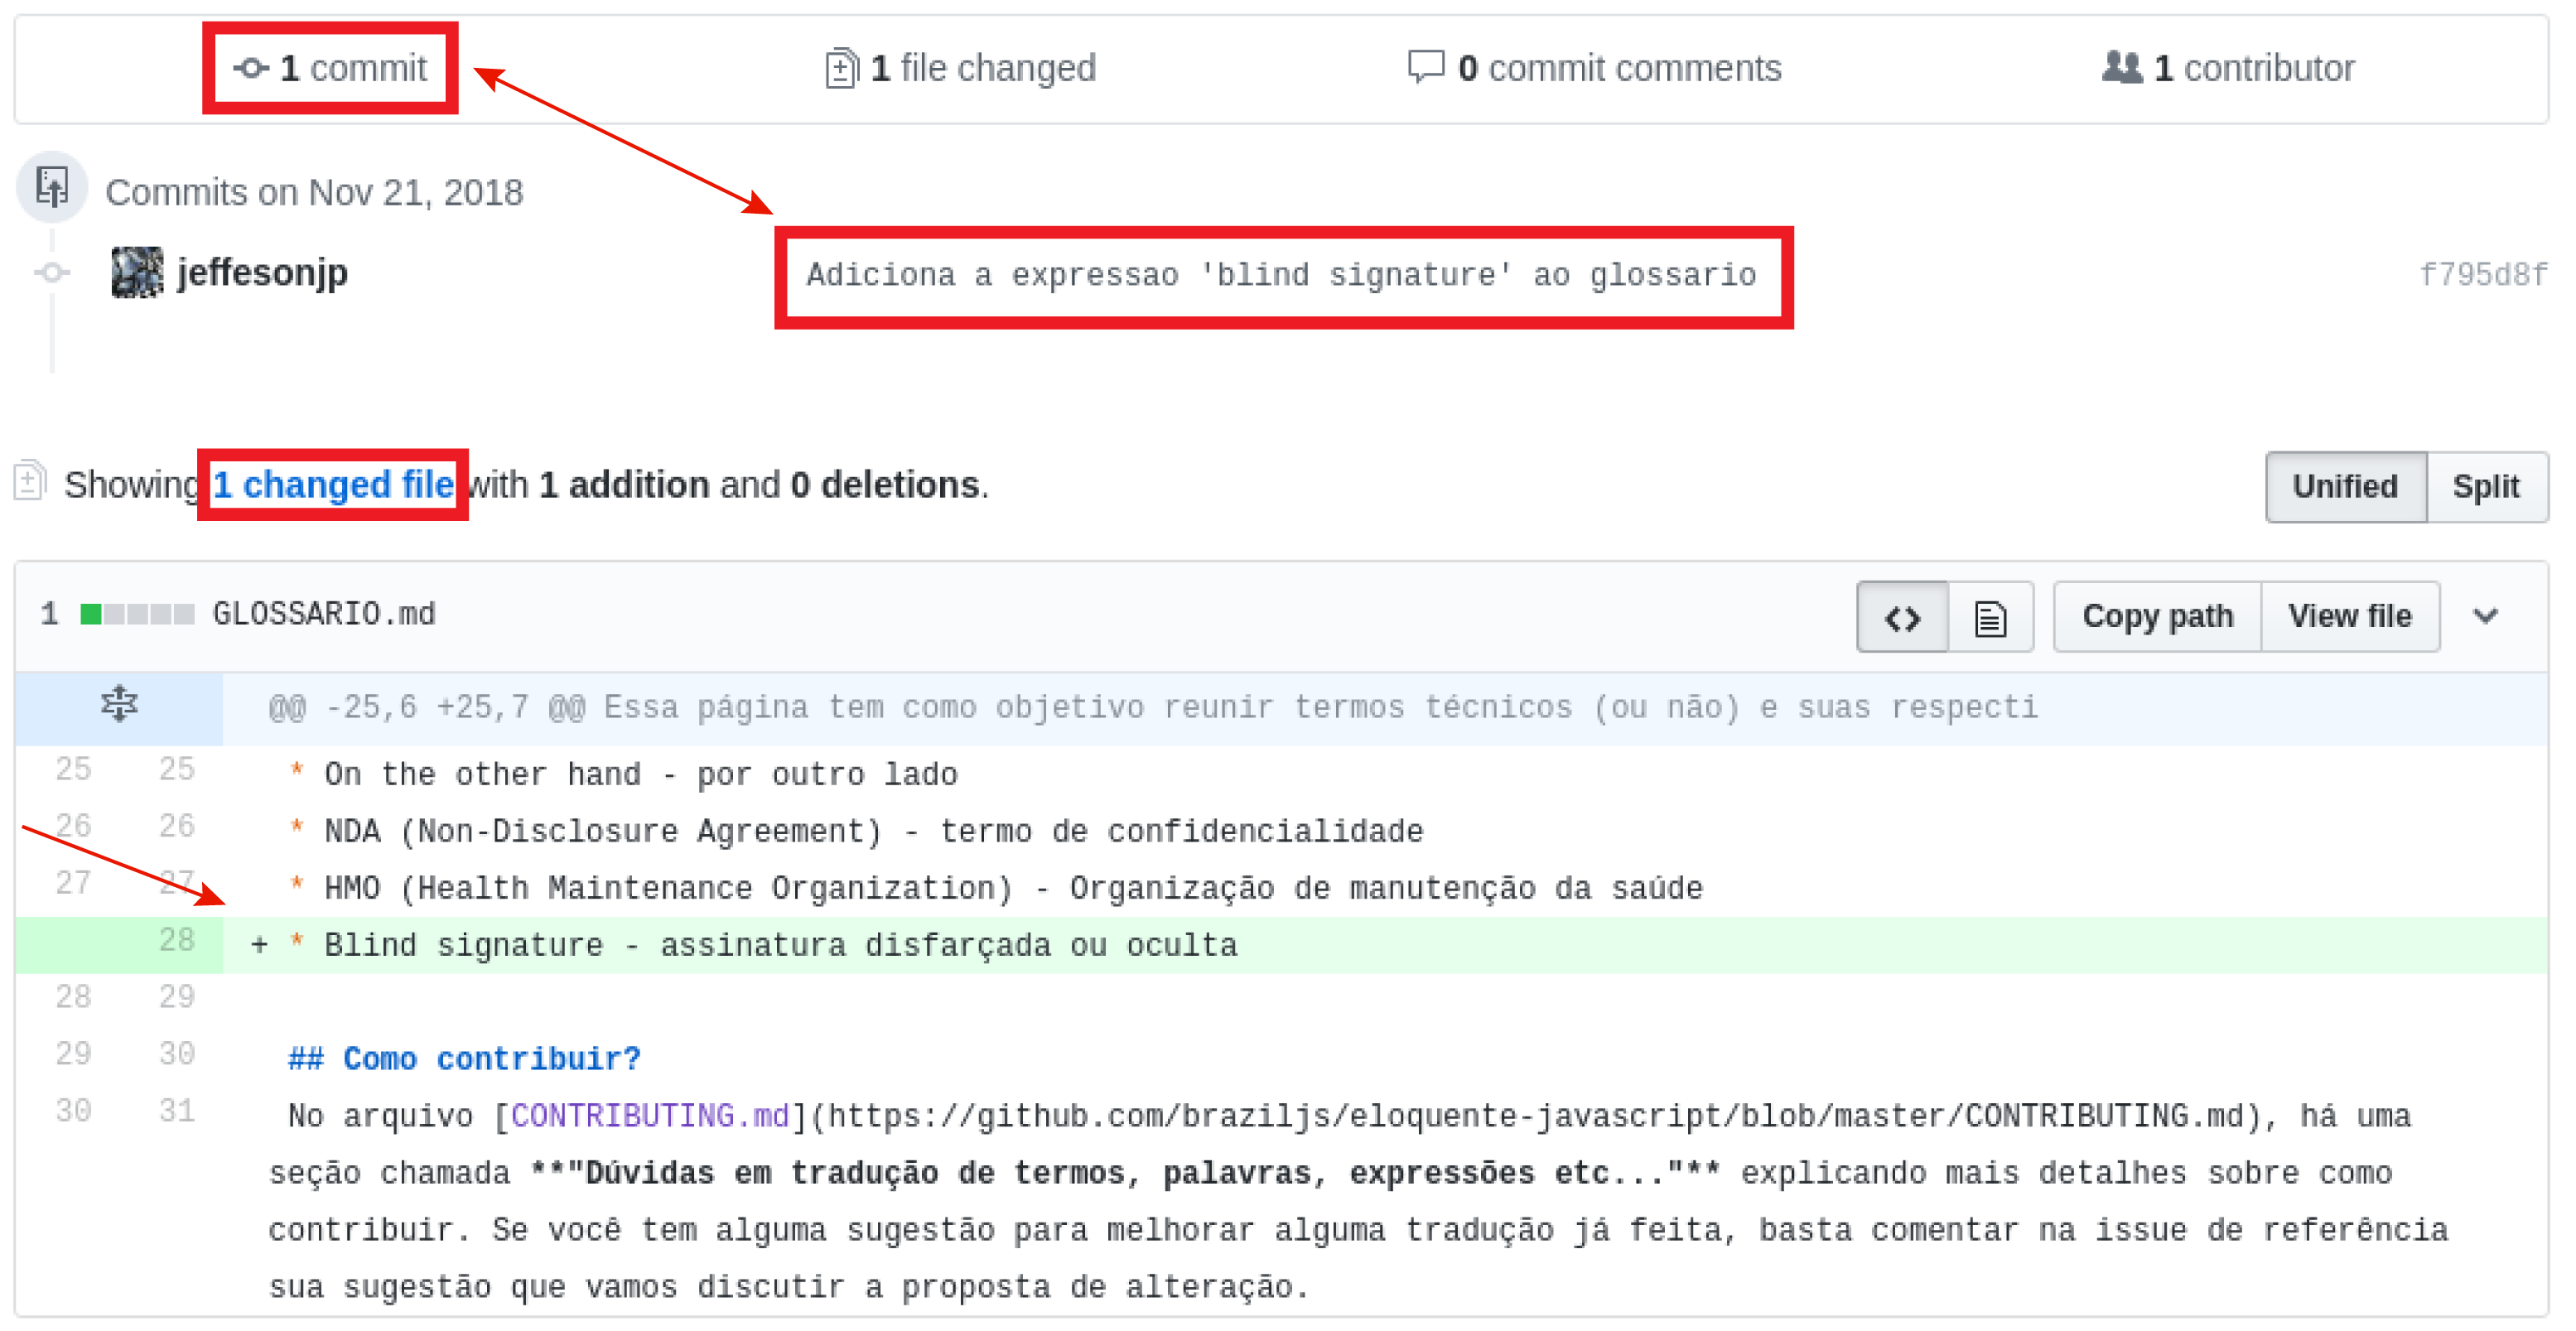 1 commit 1 file changed 0 commit comments 1 contributor
Commits on Nov 21, 2018
jeffesonjp Adiciona a expressao 'blind signature' ao glossario f795d8f
Showing 1 changed file with 1 addition and 0 deletions. Unified Split
1 GLOSSARIO.md <> Copy path View file
@@ -25,6 +25,7 @@ Essa página tem como objetivo reunir termos técnicos (ou não) e suas respecti
25 25 * On the other hand - por outro lado
26 26 * NDA (Non-Disclosure Agreement) - termo de confidencialidade
27 27 * HMO (Health Maintenance Organization) - Organização de manutenção da saúde
28 + * Blind signature - assinatura disfarçada ou oculta
28 29
29 30 ## Como contribuir?
30 31 No arquivo [CONTRIBUTING.md](https://github.com/braziljs/eloquente-javascript/blob/master/CONTRIBUTING.md), há uma
seção chamada **"Dúvidas em tradução de termos, palavras, expressões etc..."** explicando mais detalhes sobre como
contribuir. Se você tem alguma sugestão para melhorar alguma tradução já feita, basta comentar na issue de referência
sua sugestão que vamos discutir a proposta de alteração.